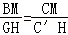 BM/GH = CM/C′H